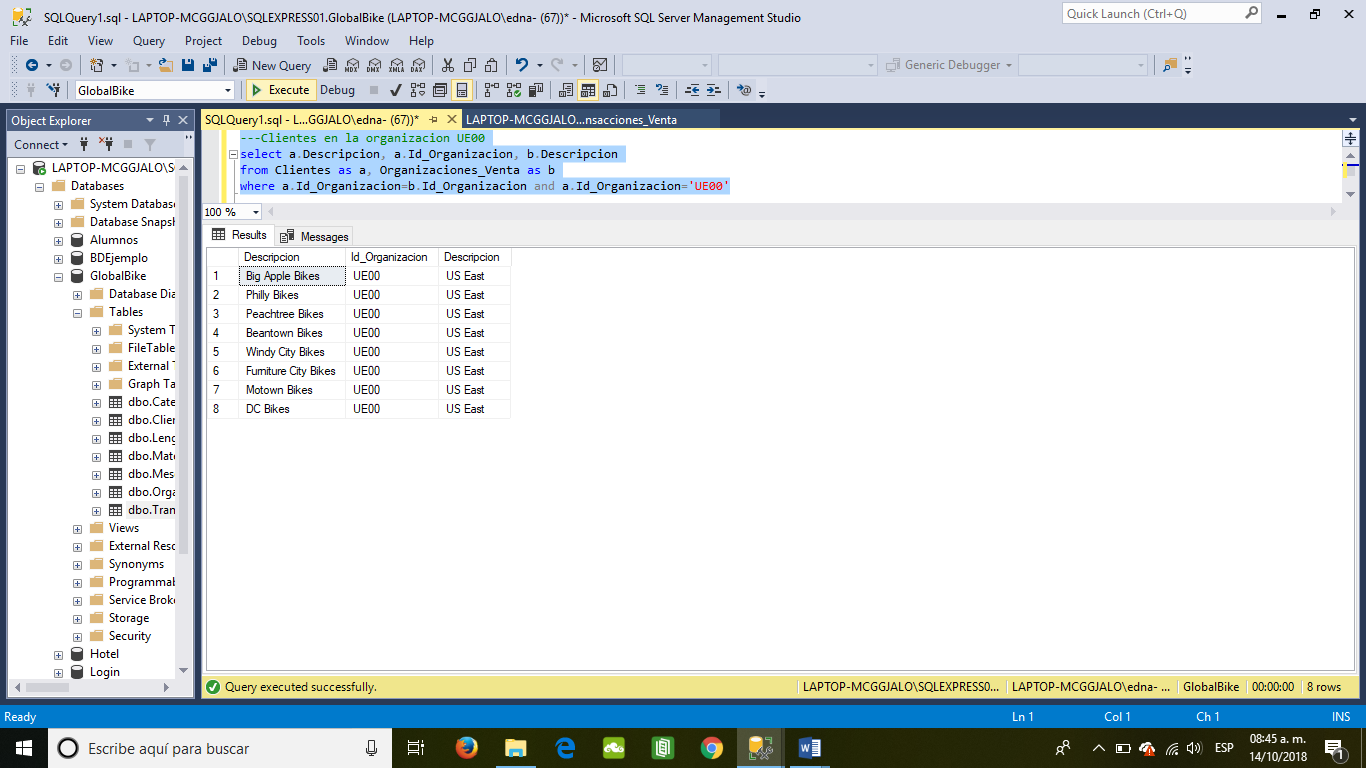 SQLQuery1.sql - LAPTOP-MCGGJALO\SQLEXPRESS01.GlobalBike (LAPTOP-MCGGJALO\edna- (67))* - Microsoft SQL Server Management Studio
Quick Launch (Ctrl+Q)
File Edit View Query Project Debug Tools Window Help
New Query MDX DMX XMLA DAX Generic Debugger
GlobalBike Execute Debug
Object Explorer
SQLQuery1.sql - L...GGJALO\edna- (67))* LAPTOP-MCGGJALO...nsacciones_Venta
Connect
LAPTOP-MCGGJALO\S
Databases
System Databas
Database Snapsh
Alumnos
BDEjemplo
GlobalBike
Database Dia
Tables
System T
FileTable
External T
Graph Ta
dbo.Cate
dbo.Clien
dbo.Leng
dbo.Mate
dbo.Mes
dbo.Orga
dbo.Tran
Views
External Reso
Synonyms
Programmab
Service Broke
Storage
Security
Hotel
Login
---Clientes en la organizacion UE00
select a.Descripcion, a.Id_Organizacion, b.Descripcion
from Clientes as a, Organizaciones_Venta as b
where a.Id_Organizacion=b.Id_Organizacion and a.Id_Organizacion='UE00'
100 %
Results Messages
Descripcion Id_Organizacion Descripcion
1 Big Apple Bikes UE00 US East
2 Philly Bikes UE00 US East
3 Peachtree Bikes UE00 US East
4 Beantown Bikes UE00 US East
5 Windy City Bikes UE00 US East
6 Furniture City Bikes UE00 US East
7 Motown Bikes UE00 US East
8 DC Bikes UE00 US East
Query executed successfully. LAPTOP-MCGGJALO\SQLEXPRESS0... LAPTOP-MCGGJALO\edna- ... GlobalBike 00:00:00 8 rows
Ready Ln 1 Col 1 Ch 1 INS
Escribe aquí para buscar
ESP
08:45 a. m.
14/10/2018
1